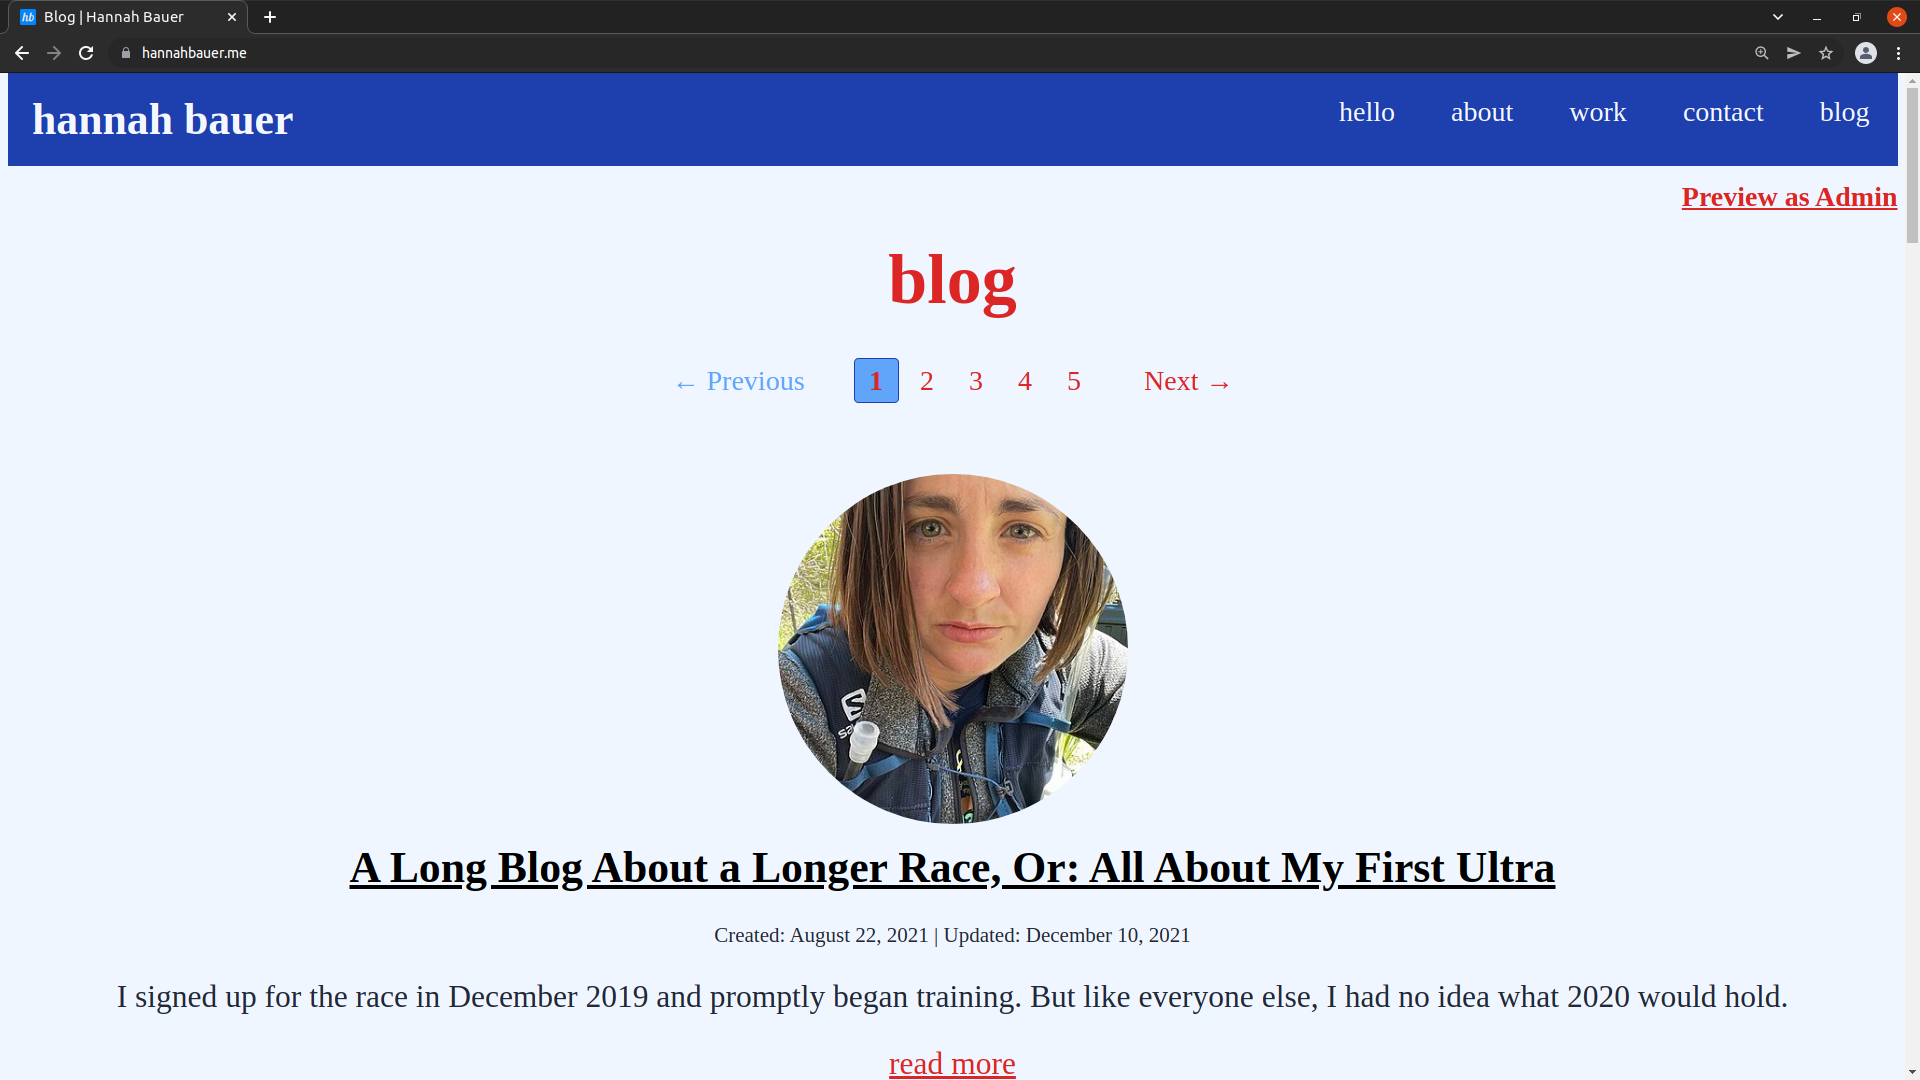 hb Blog | Hannah Bauer
hannahbauer.me
hannah bauer
hello about work contact blog
Preview as Admin
blog
← Previous 1 2 3 4 5 Next →
A Long Blog About a Longer Race, Or: All About My First Ultra
Created: August 22, 2021 | Updated: December 10, 2021
I signed up for the race in December 2019 and promptly began training. But like everyone else, I had no idea what 2020 would hold.
read more